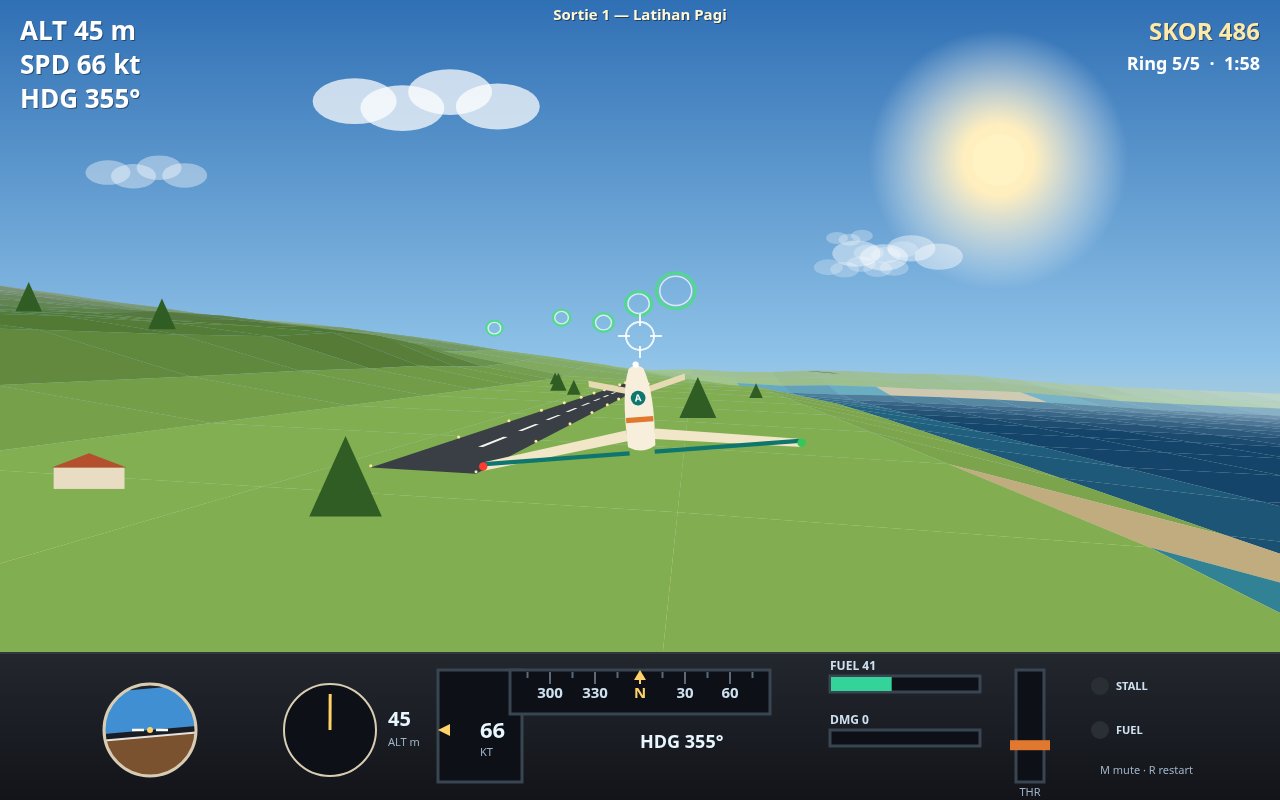 Sortie 1 — Latihan Pagi
ALT 45 m
SPD 66 kt
HDG 355°
SKOR 486
Ring 5/5 · 1:58
A
45
ALT m
66
KT
300 330 N 30 60
HDG 355°
FUEL 41
DMG 0
THR
STALL
FUEL
M mute · R restart